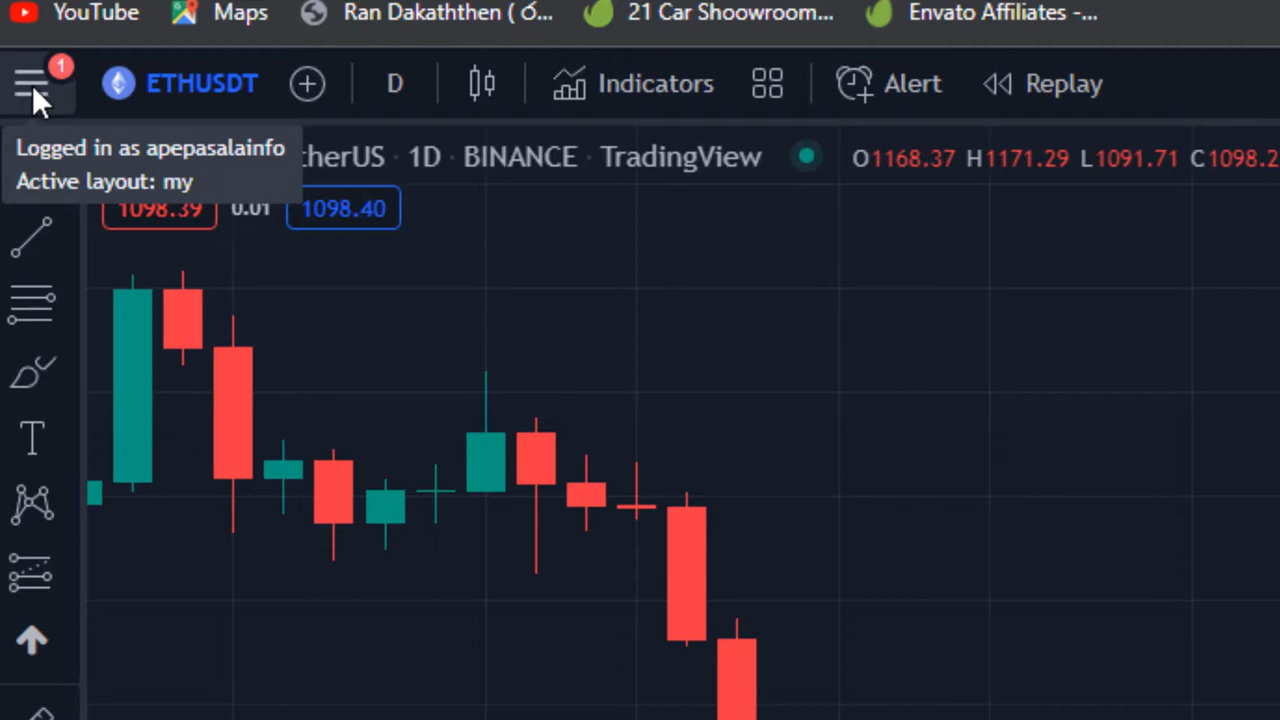 YouTube Maps Ran Dakaththen ( ර්... 21 Car Shoowroom... Envato Affiliates -...
1
ETHUSDT D Indicators Alert Replay
Logged in as apepasalainfo
Active layout: my
therUS · 1D · BINANCE · TradingView O1168.37 H1171.29 L1091.71 C1098.2
1098.39 0.01 1098.40